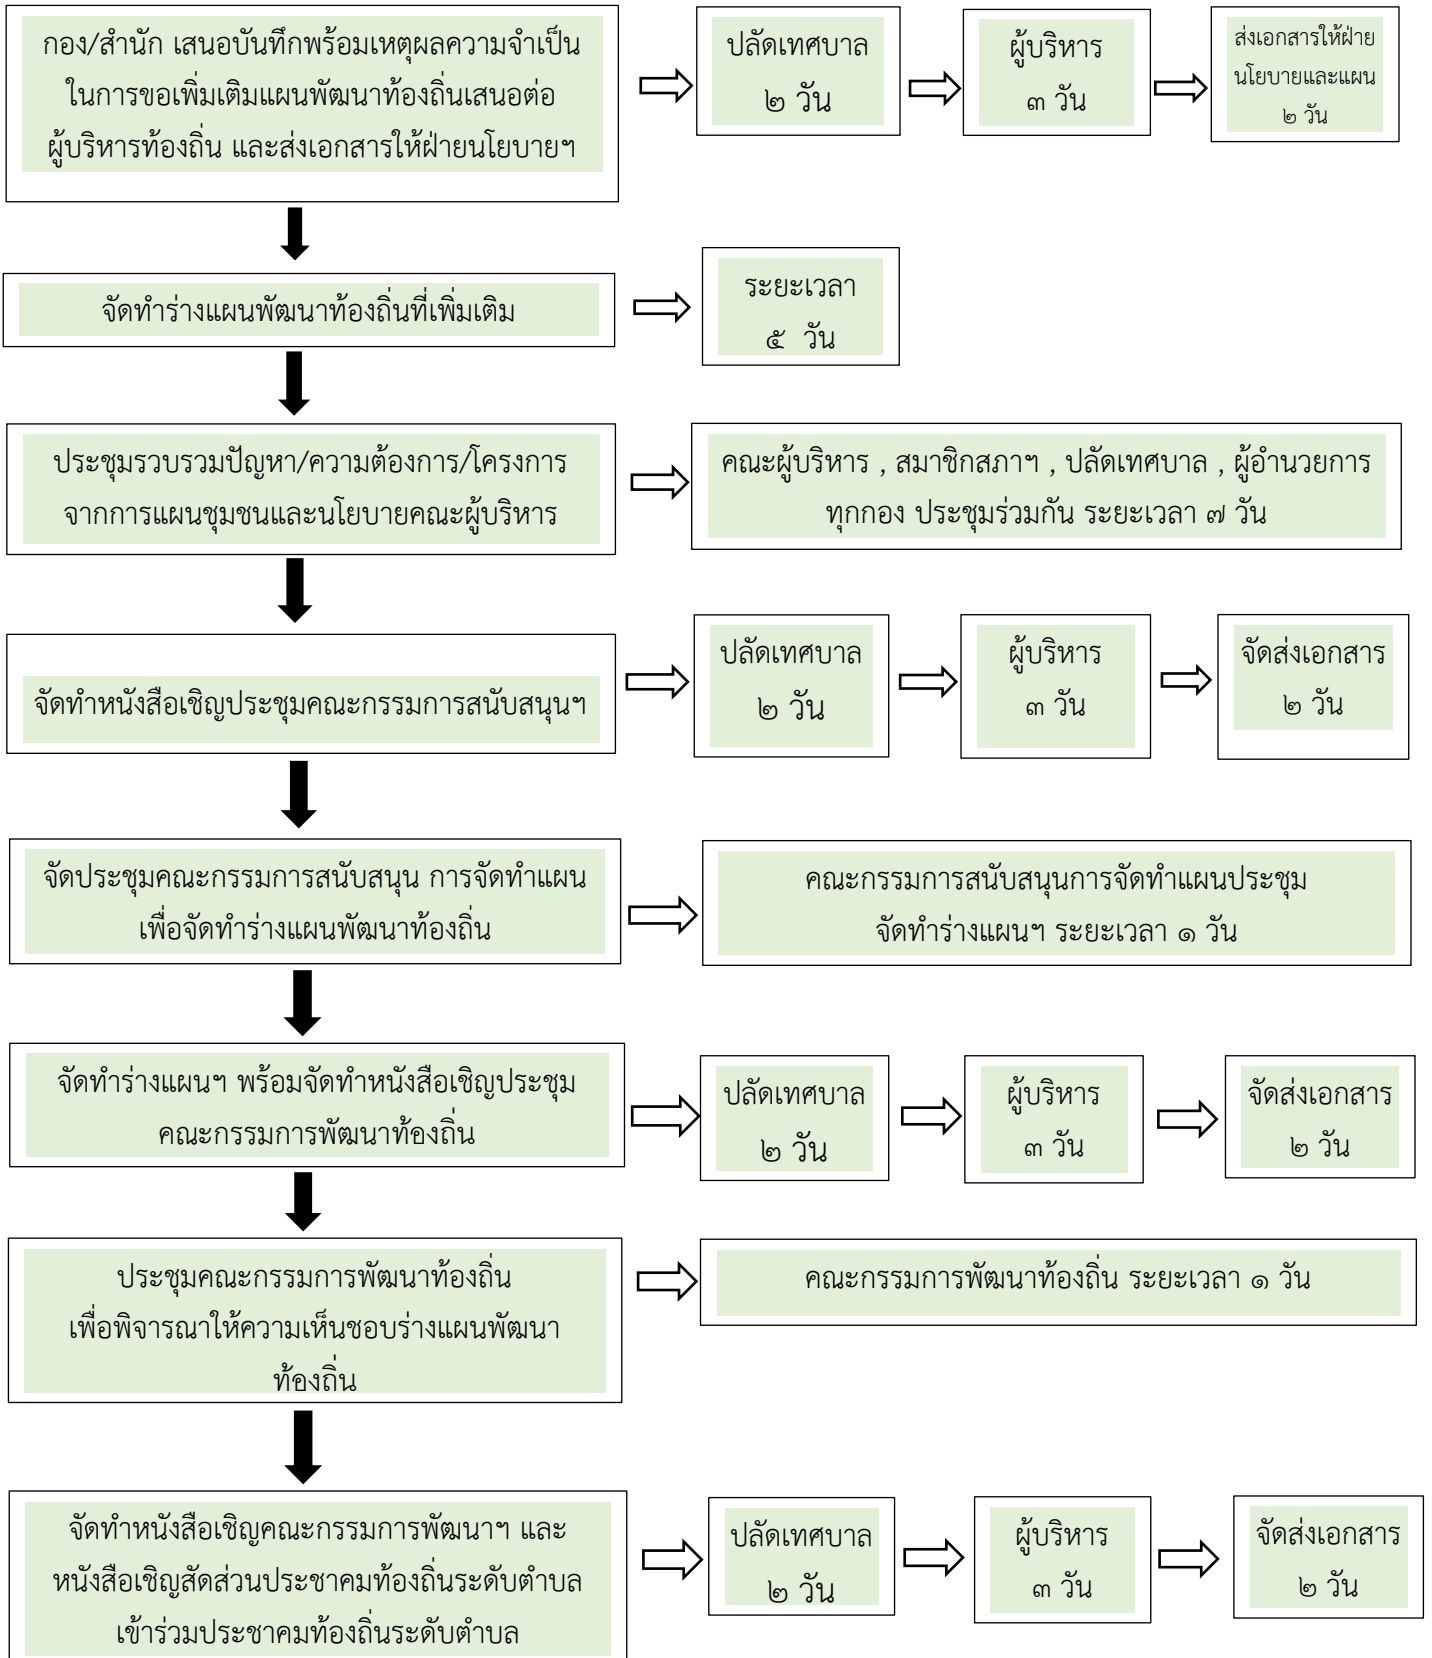 กอง/สำนัก เสนอบันทึกพร้อมเหตุผลความจำเป็น
ในการขอเพิ่มเติมแผนพัฒนาท้องถิ่นเสนอต่อ
ผู้บริหารท้องถิ่น และส่งเอกสารให้ฝ่ายนโยบายฯ
ปลัดเทศบาล
๒ วัน
ผู้บริหาร
๓ วัน
ส่งเอกสารให้ฝ่าย
นโยบายและแผน
๒ วัน
จัดทำร่างแผนพัฒนาท้องถิ่นที่เพิ่มเติม
ระยะเวลา
๕ วัน
ประชุมรวบรวมปัญหา/ความต้องการ/โครงการ
จากการแผนชุมชนและนโยบายคณะผู้บริหาร
คณะผู้บริหาร , สมาชิกสภาฯ , ปลัดเทศบาล , ผู้อำนวยการ
ทุกกอง ประชุมร่วมกัน ระยะเวลา ๗ วัน
จัดทำหนังสือเชิญประชุมคณะกรรมการสนับสนุนฯ
ปลัดเทศบาล
๒ วัน
ผู้บริหาร
๓ วัน
จัดส่งเอกสาร
๒ วัน
จัดประชุมคณะกรรมการสนับสนุน การจัดทำแผน
เพื่อจัดทำร่างแผนพัฒนาท้องถิ่น
คณะกรรมการสนับสนุนการจัดทำแผนประชุม
จัดทำร่างแผนฯ ระยะเวลา ๑ วัน
จัดทำร่างแผนฯ พร้อมจัดทำหนังสือเชิญประชุม
คณะกรรมการพัฒนาท้องถิ่น
ปลัดเทศบาล
๒ วัน
ผู้บริหาร
๓ วัน
จัดส่งเอกสาร
๒ วัน
ประชุมคณะกรรมการพัฒนาท้องถิ่น
เพื่อพิจารณาให้ความเห็นชอบร่างแผนพัฒนา
ท้องถิ่น
คณะกรรมการพัฒนาท้องถิ่น ระยะเวลา ๑ วัน
จัดทำหนังสือเชิญคณะกรรมการพัฒนาฯ และ
หนังสือเชิญสัดส่วนประชาคมท้องถิ่นระดับตำบล
เข้าร่วมประชาคมท้องถิ่นระดับตำบล
ปลัดเทศบาล
๒ วัน
ผู้บริหาร
๓ วัน
จัดส่งเอกสาร
๒ วัน